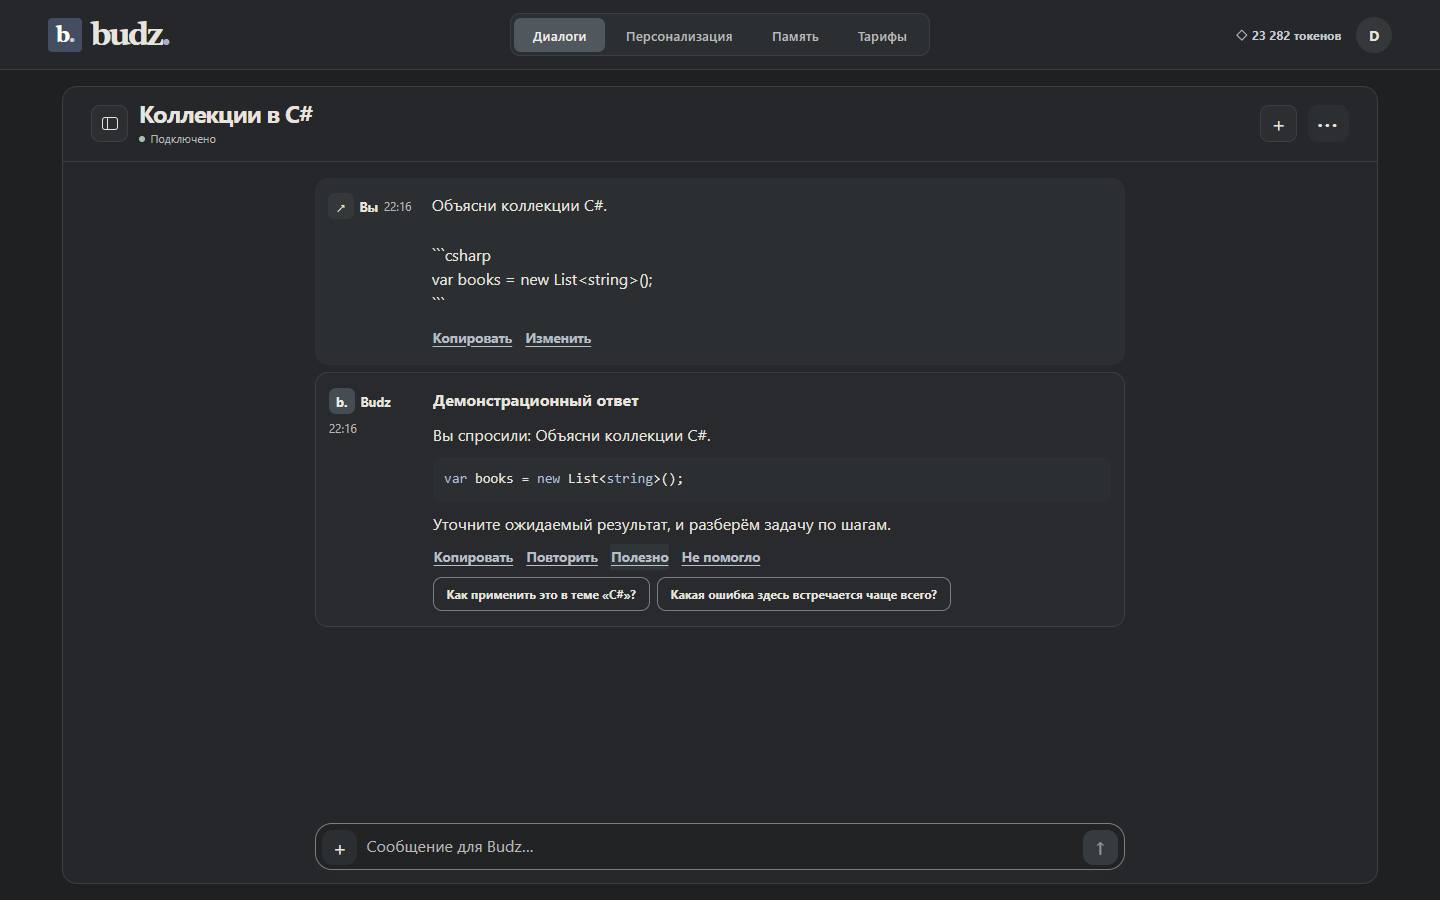 b. budz.
Диалоги Персонализация Память Тарифы
23 282 токенов D
Коллекции в C#
Подключено
Вы 22:16
Объясни коллекции C#.
```csharp
var books = new List<string>();
```
Копировать Изменить
b. Budz
22:16
Демонстрационный ответ
Вы спросили: Объясни коллекции C#.
var books = new List<string>();
Уточните ожидаемый результат, и разберём задачу по шагам.
Копировать Повторить Полезно Не помогло
Как применить это в теме «C#»? Какая ошибка здесь встречается чаще всего?
Сообщение для Budz...